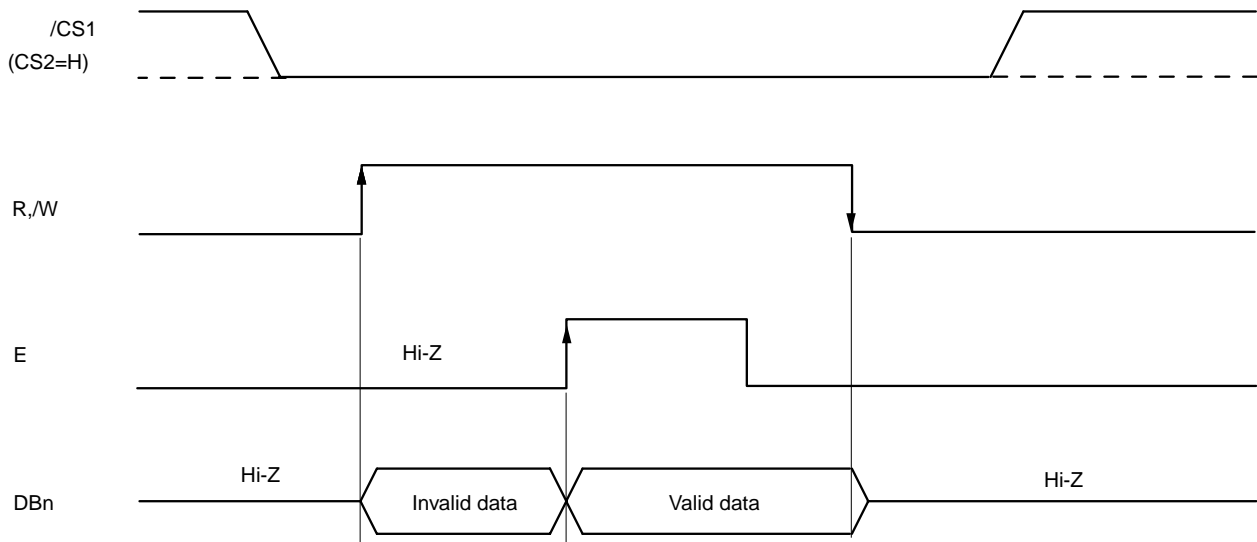 /CS1
(CS2=H)
R,/W
E
Hi-Z
DBn
Hi-Z
Invalid data
Valid data
Hi-Z